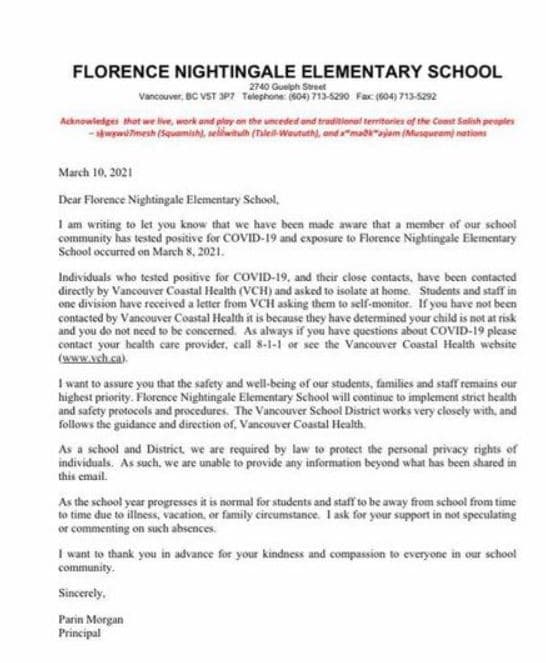 FLORENCE NIGHTINGALE ELEMENTARY SCHOOL
2740 Guelph Street
Vancouver, BC V5T 3P7 Telephone: (604) 713-5290 Fax: (604) 713-5292
Acknowledges that we live, work and play on the unceded and traditional territories of the Coast Salish peoples
– sḵwx̱wú7mesh (Squamish), sel̓íl̓witulh (Tsleil-Waututh), and xʷməθkʷəy̓əm (Musqueam) nations
March 10, 2021
Dear Florence Nightingale Elementary School,
I am writing to let you know that we have been made aware that a member of our school
community has tested positive for COVID-19 and exposure to Florence Nightingale Elementary
School occurred on March 8, 2021.
Individuals who tested positive for COVID-19, and their close contacts, have been contacted
directly by Vancouver Coastal Health (VCH) and asked to isolate at home. Students and staff in
one division have received a letter from VCH asking them to self-monitor. If you have not been
contacted by Vancouver Coastal Health it is because they have determined your child is not at risk
and you do not need to be concerned. As always if you have questions about COVID-19 please
contact your health care provider, call 8-1-1 or see the Vancouver Coastal Health website
(www.vch.ca).
I want to assure you that the safety and well-being of our students, families and staff remains our
highest priority. Florence Nightingale Elementary School will continue to implement strict health
and safety protocols and procedures. The Vancouver School District works very closely with, and
follows the guidance and direction of, Vancouver Coastal Health.
As a school and District, we are required by law to protect the personal privacy rights of
individuals. As such, we are unable to provide any information beyond what has been shared in
this email.
As the school year progresses it is normal for students and staff to be away from school from time
to time due to illness, vacation, or family circumstance. I ask for your support in not speculating
or commenting on such absences.
I want to thank you in advance for your kindness and compassion to everyone in our school
community.
Sincerely,
Parin Morgan
Principal